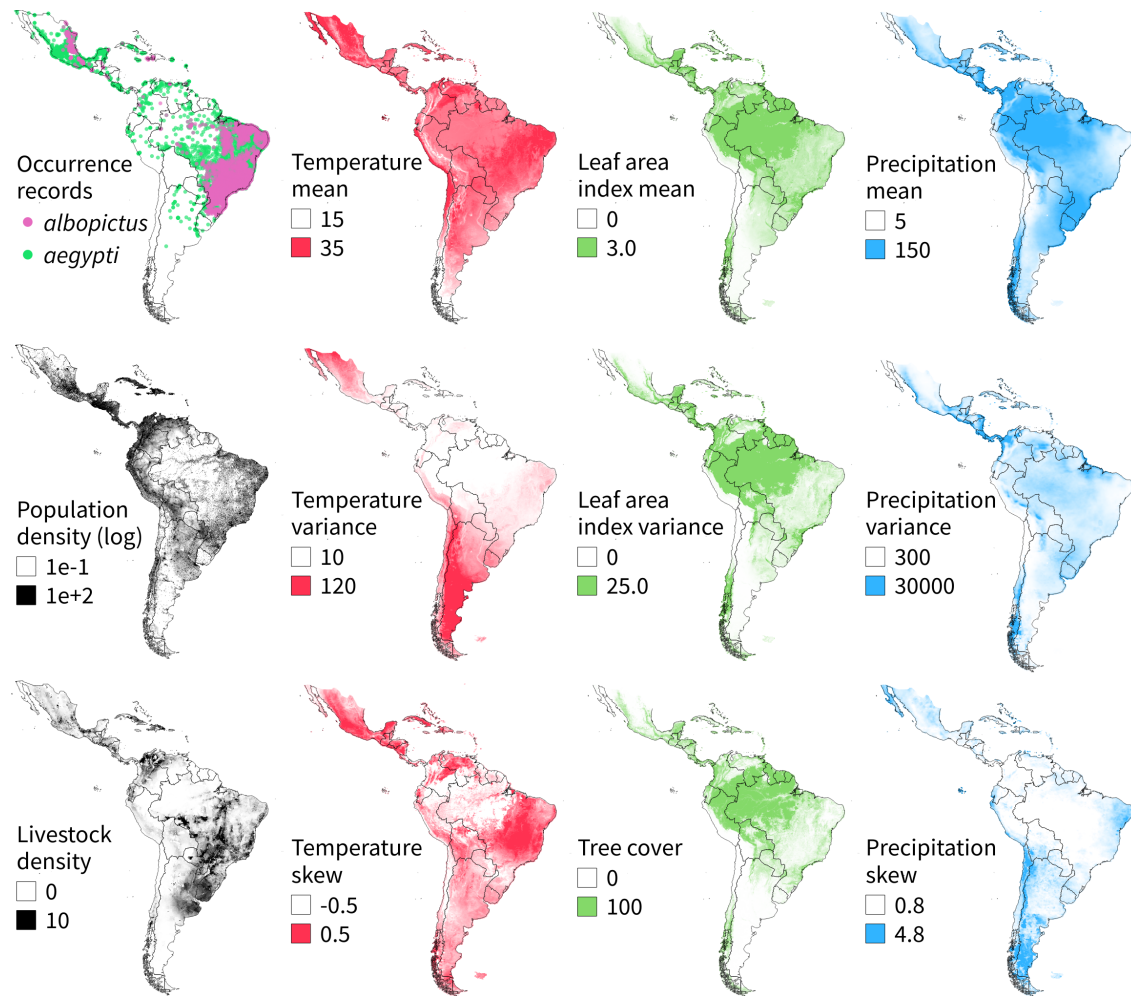 Occurrence
records
albopictus
aegypti
Temperature
mean
15
35
Leaf area
index mean
0
3.0
Precipitation
mean
5
150
Population
density (log)
1e-1
1e+2
Temperature
variance
10
120
Leaf area
index variance
0
25.0
Precipitation
variance
300
30000
Livestock
density
0
10
Temperature
skew
-0.5
0.5
Tree cover
0
100
Precipitation
skew
0.8
4.8